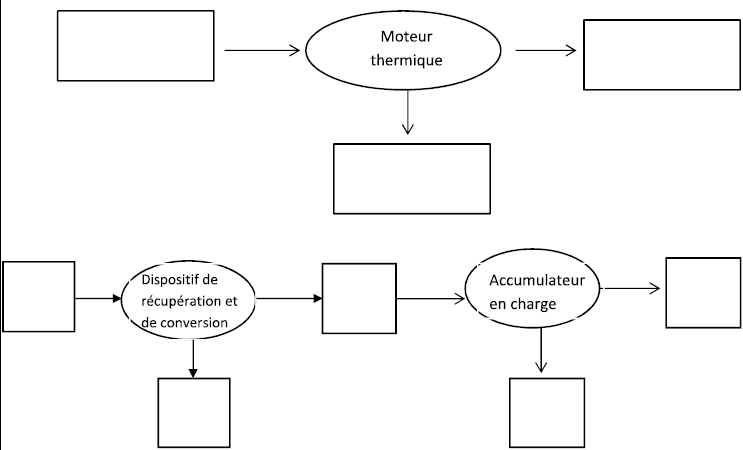 Moteur
thermique
Dispositif de
récupération et
de conversion
Accumulateur
en charge